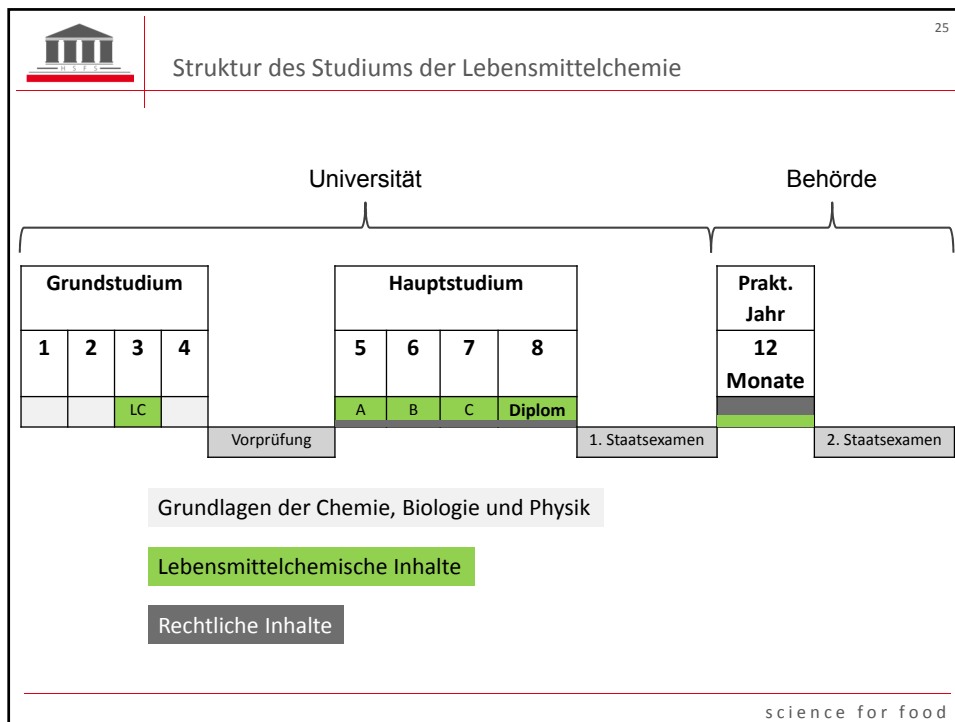 25
H S F S
Struktur des Studiums der Lebensmittelchemie
Universität
Behörde
Grundstudium
Hauptstudium
Prakt.
Jahr
1 2 3 4
5 6 7 8
12
Monate
LC
A B C Diplom
Vorprüfung
1. Staatsexamen
2. Staatsexamen
Grundlagen der Chemie, Biologie und Physik
Lebensmittelchemische Inhalte
Rechtliche Inhalte
science for food